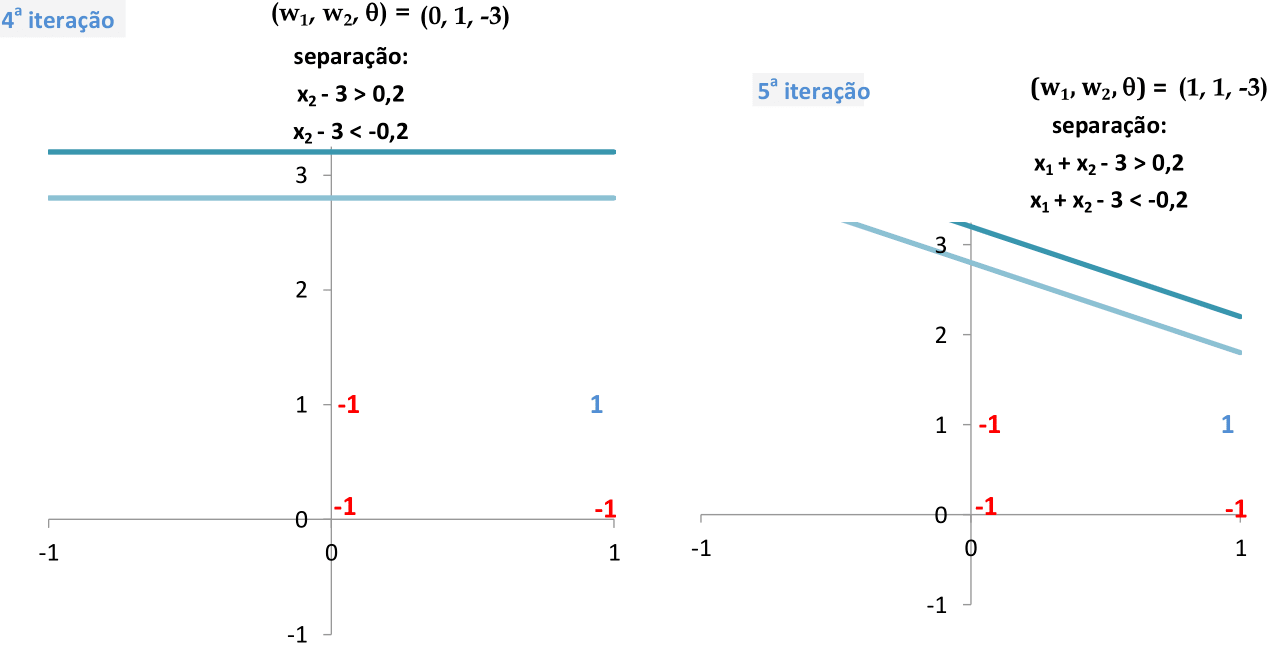 4ª iteração
(w₁, w₂, θ) = (0, 1, -3)
separação:
x₂ - 3 > 0,2
x₂ - 3 < -0,2
3
2
1
-1
1
-1
-1
0
-1
0
1
-1
5ª iteração
(w₁, w₂, θ) = (1, 1, -3)
separação:
x₁ + x₂ - 3 > 0,2
x₁ + x₂ - 3 < -0,2
3
2
1
-1
1
-1
-1
0
-1
0
1
-1